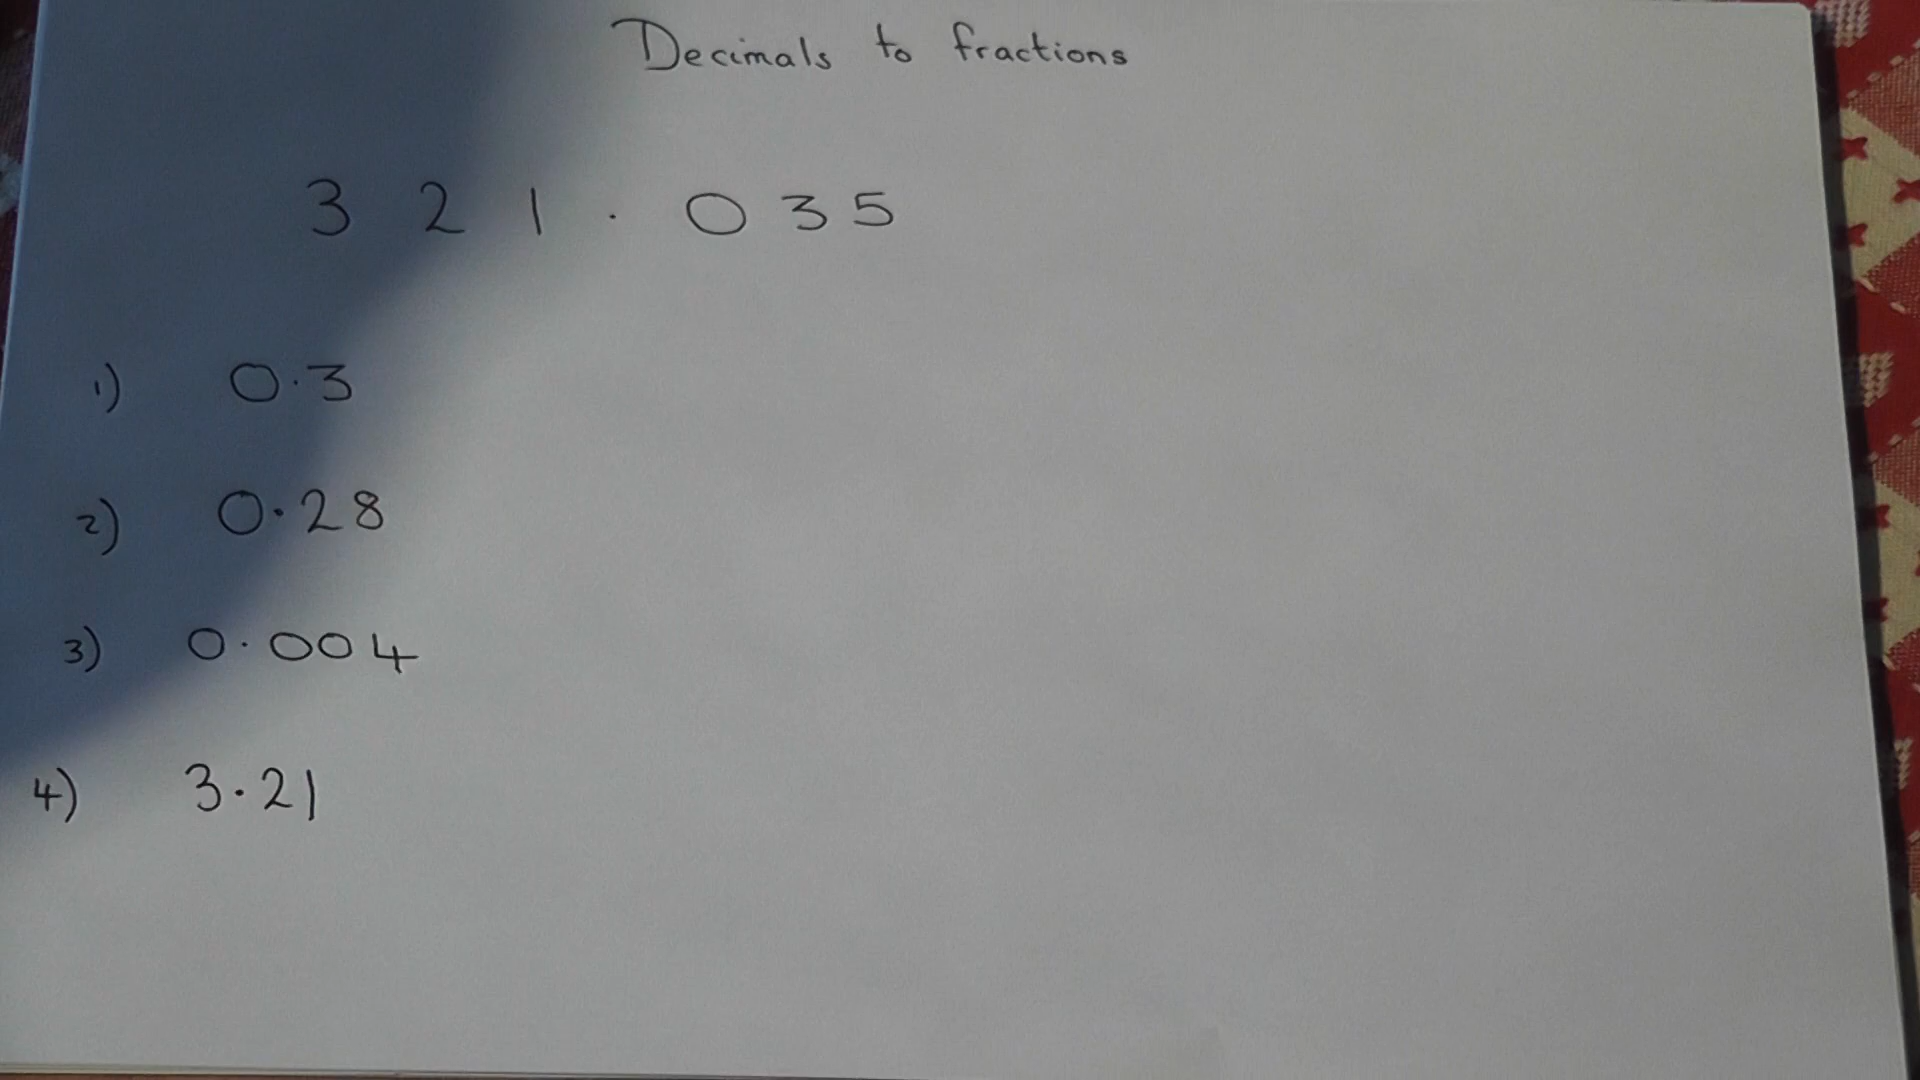 Decimals to fractions
3 2 1 . 0 3 5
1) 0.3
2) 0.28
3) 0.004
4) 3.21